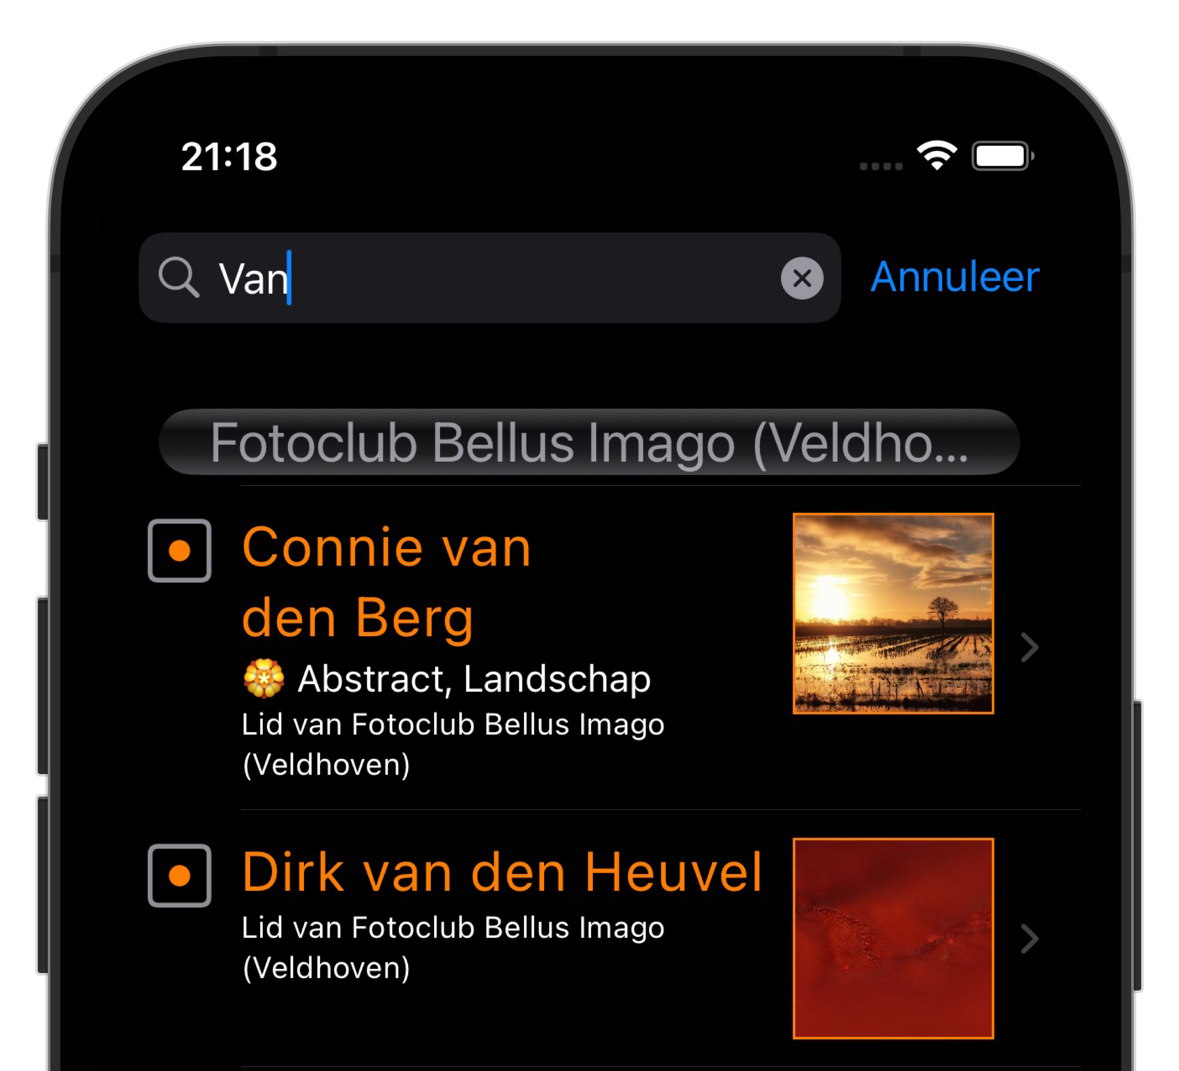 21:18
Van
Annuleer
Fotoclub Bellus Imago (Veldho...
Connie van
den Berg
Abstract, Landschap
Lid van Fotoclub Bellus Imago
(Veldhoven)
Dirk van den Heuvel
Lid van Fotoclub Bellus Imago
(Veldhoven)